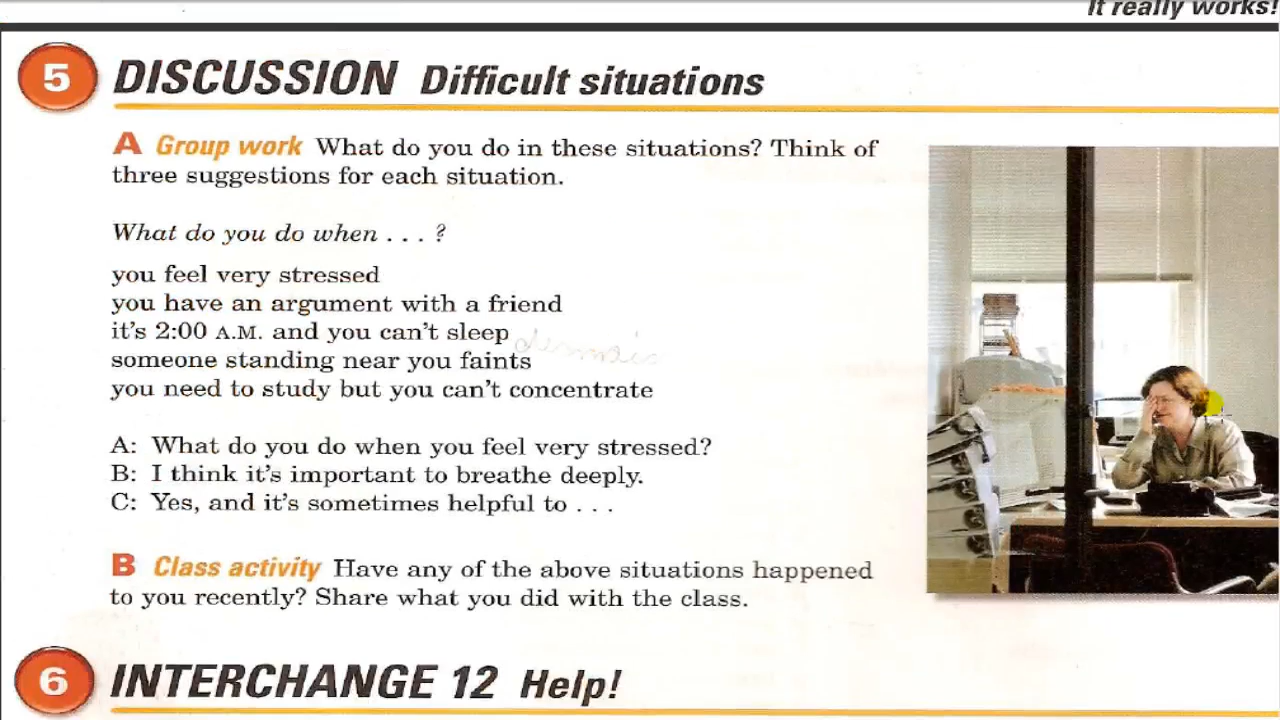 It really works!
5 DISCUSSION Difficult situations
A Group work What do you do in these situations? Think of
three suggestions for each situation.
What do you do when . . . ?
you feel very stressed
you have an argument with a friend
it's 2:00 A.M. and you can't sleep
someone standing near you faints
you need to study but you can't concentrate
A: What do you do when you feel very stressed?
B: I think it's important to breathe deeply.
C: Yes, and it's sometimes helpful to . . .
B Class activity Have any of the above situations happened
to you recently? Share what you did with the class.
6 INTERCHANGE 12 Help!